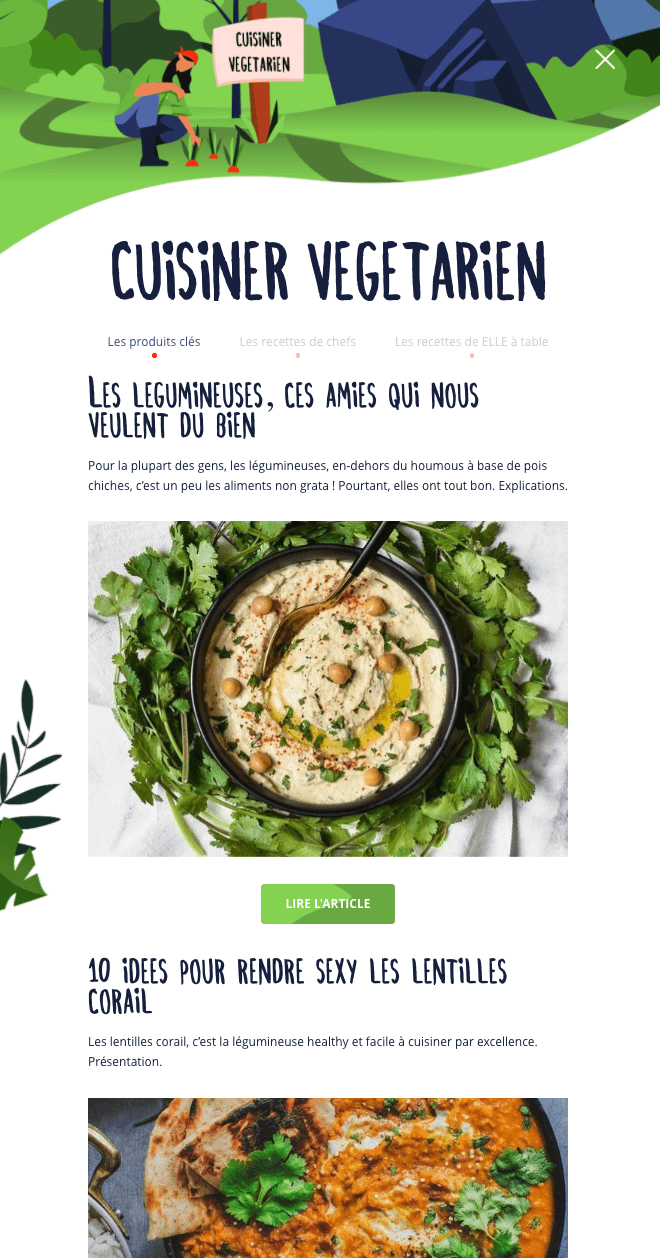 CUiSiNER
VEGETARiEN
CUiSiNER VEGETARiEN
Les produits clés
Les recettes de chefs
Les recettes de ELLE à table
Les legumineuses, ces amies qui nous
veulent du bien
Pour la plupart des gens, les légumineuses, en-dehors du houmous à base de pois
chiches, c’est un peu les aliments non grata ! Pourtant, elles ont tout bon. Explications.
LIRE L’ARTICLE
10 idees pour rendre sexy les lentilles
corail
Les lentilles corail, c’est la légumineuse healthy et facile à cuisiner par excellence.
Présentation.